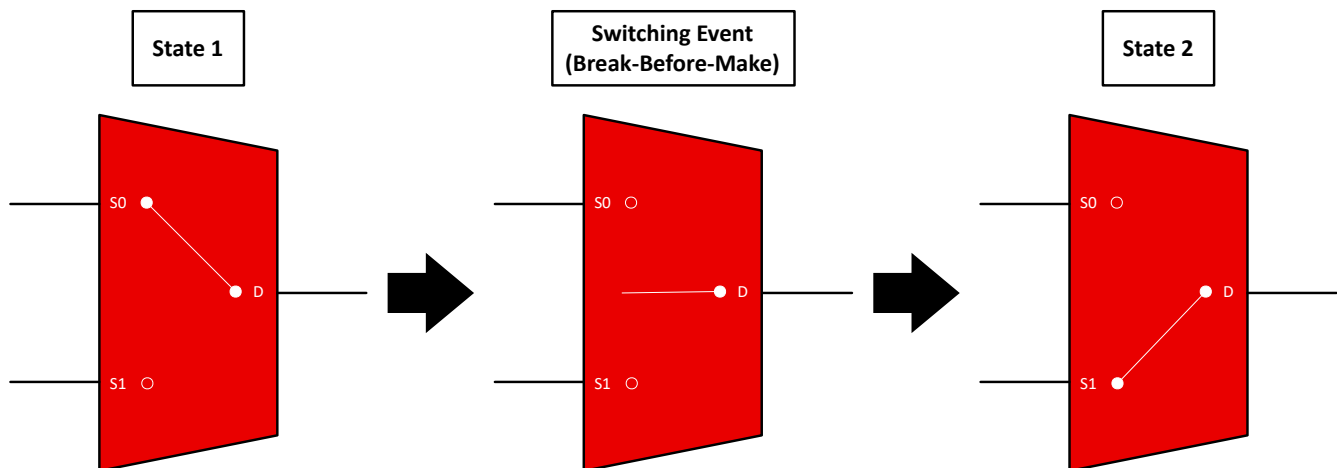 State 1
Switching Event
(Break-Before-Make)
State 2
S0
D
S1
S0
D
S1
S0
D
S1